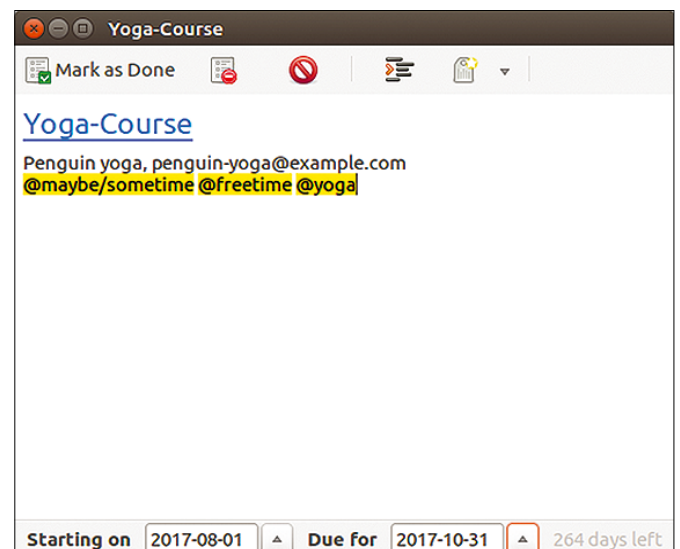 Yoga-Course
Mark as Done
Yoga-Course
Penguin yoga, penguin-yoga@example.com
@maybe/sometime @freetime @yoga
Starting on 2017-08-01 Due for 2017-10-31 264 days left